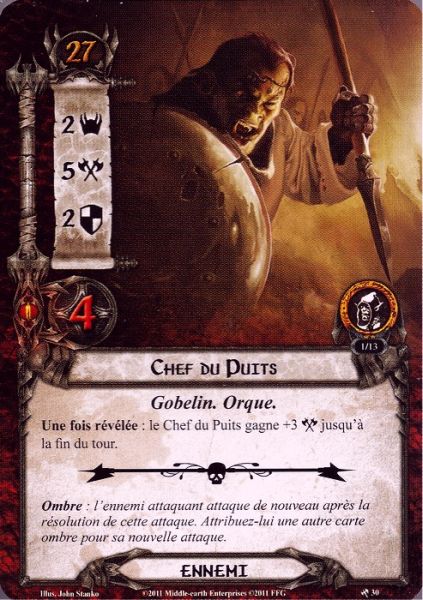 27
2
5
2
4
1/13
Chef du Puits
Gobelin. Orque.
Une fois révélée : le Chef du Puits gagne +3 jusqu'à
la fin du tour.
Ombre : l'ennemi attaquant attaque de nouveau après la
résolution de cette attaque. Attribuez-lui une autre carte
ombre pour sa nouvelle attaque.
ENNEMI
Illus. John Stanko
©2011 Middle-earth Enterprises ©2011 FFG
30